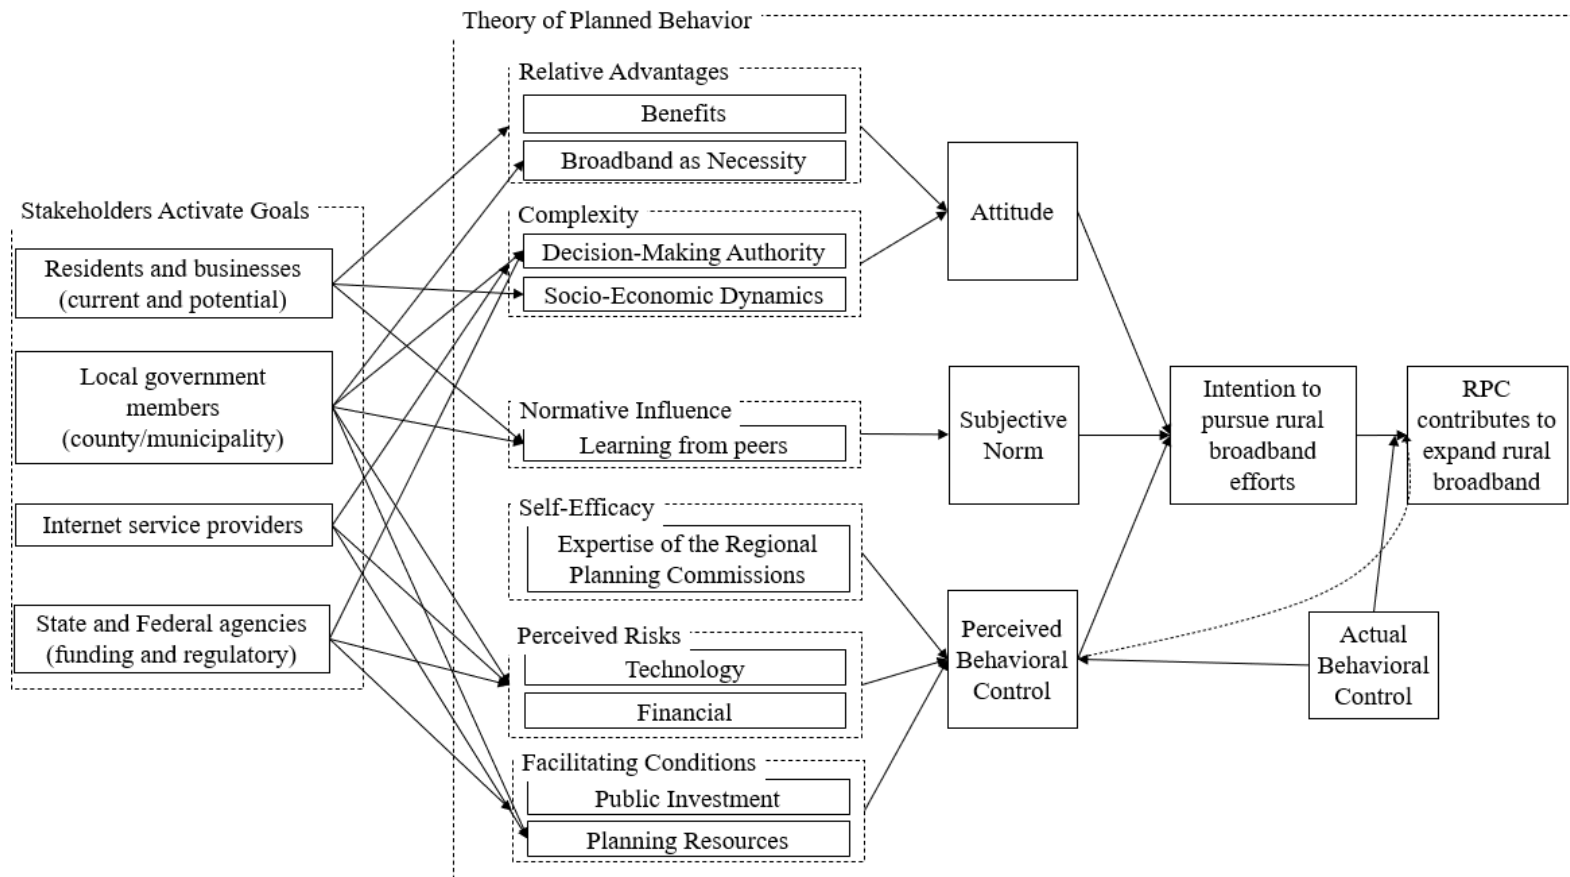 Theory of Planned Behavior
Relative Advantages
Benefits
Broadband as Necessity
Stakeholders Activate Goals
Residents and businesses
(current and potential)
Local government
members
(county/municipality)
Internet service providers
State and Federal agencies
(funding and regulatory)
Complexity
Decision-Making Authority
Socio-Economic Dynamics
Normative Influence
Learning from peers
Self-Efficacy
Expertise of the Regional
Planning Commissions
Perceived Risks
Technology
Financial
Facilitating Conditions
Public Investment
Planning Resources
Attitude
Subjective
Norm
Perceived
Behavioral
Control
Intention to
pursue rural
broadband
efforts
RPC
contributes to
expand rural
broadband
Actual
Behavioral
Control